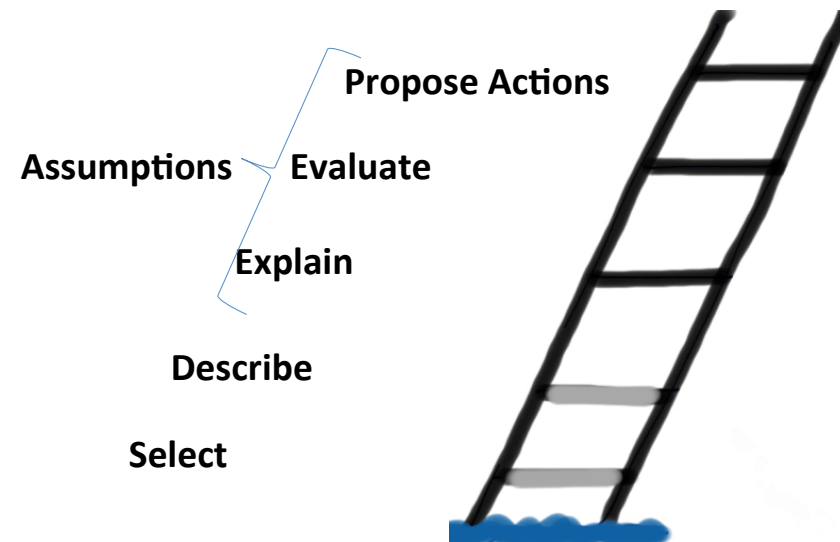 Propose Actions
Assumptions Evaluate
Explain
Describe
Select